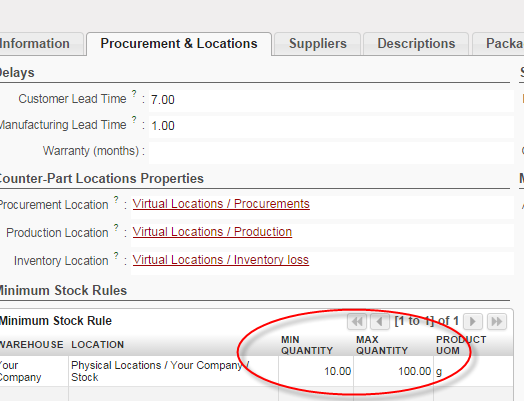 Information Procurement & Locations Suppliers Descriptions Packa
Delays
Customer Lead Time ? : 7.00
Manufacturing Lead Time ? : 1.00
Warranty (months) :
Counter-Part Locations Properties
Procurement Location ? : Virtual Locations / Procurements
Production Location ? : Virtual Locations / Production
Inventory Location ? : Virtual Locations / Inventory loss
Minimum Stock Rules
Minimum Stock Rule [1 to 1] of 1
WAREHOUSE LOCATION MIN QUANTITY MAX QUANTITY PRODUCT UOM
Your Company Physical Locations / Your Company / Stock 10.00 100.00 g